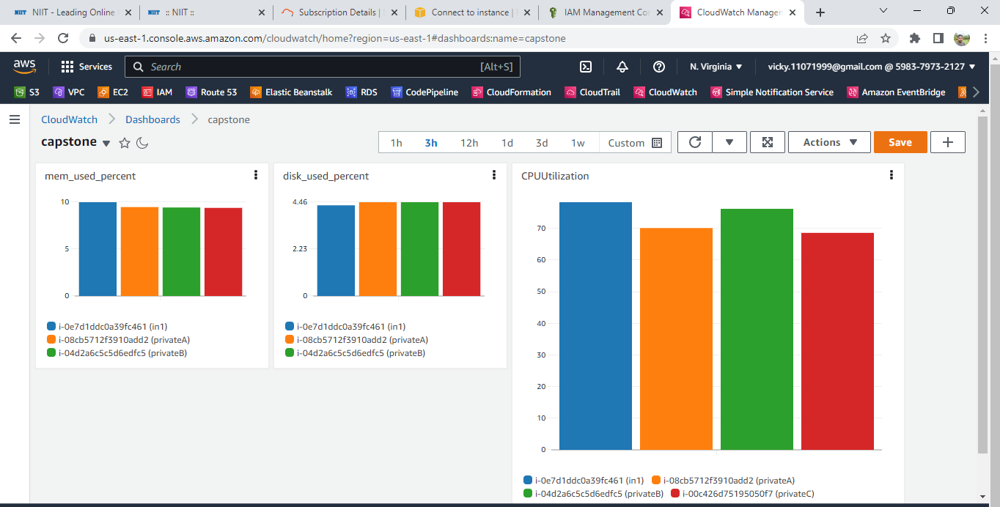 NIIT NIIT - Leading Online
NIIT :: NIIT ::
Subscription Details |
Connect to instance |
IAM Management Co
CloudWatch Manager
us-east-1.console.aws.amazon.com/cloudwatch/home?region=us-east-1#dashboards:name=capstone
aws Services Search [Alt+S] N. Virginia vicky.11071999@gmail.com @ 5983-7973-2127
S3 VPC EC2 IAM Route 53 Elastic Beanstalk RDS CodePipeline CloudFormation CloudTrail CloudWatch Simple Notification Service Amazon EventBridge
CloudWatch Dashboards capstone
capstone 1h 3h 12h 1d 3d 1w Custom Actions Save
mem_used_percent
10
5
0
i-0e7d1ddc0a39fc461 (in1)
i-08cb5712f3910add2 (privateA)
i-04d2a6c5c5d6edfc5 (privateB)
disk_used_percent
4.46
2.23
0
i-0e7d1ddc0a39fc461 (in1)
i-08cb5712f3910add2 (privateA)
i-04d2a6c5c5d6edfc5 (privateB)
CPUUtilization
70
60
50
40
30
20
10
0
i-0e7d1ddc0a39fc461 (in1) i-08cb5712f3910add2 (privateA)
i-04d2a6c5c5d6edfc5 (privateB) i-00c426d75195050f7 (privateC)